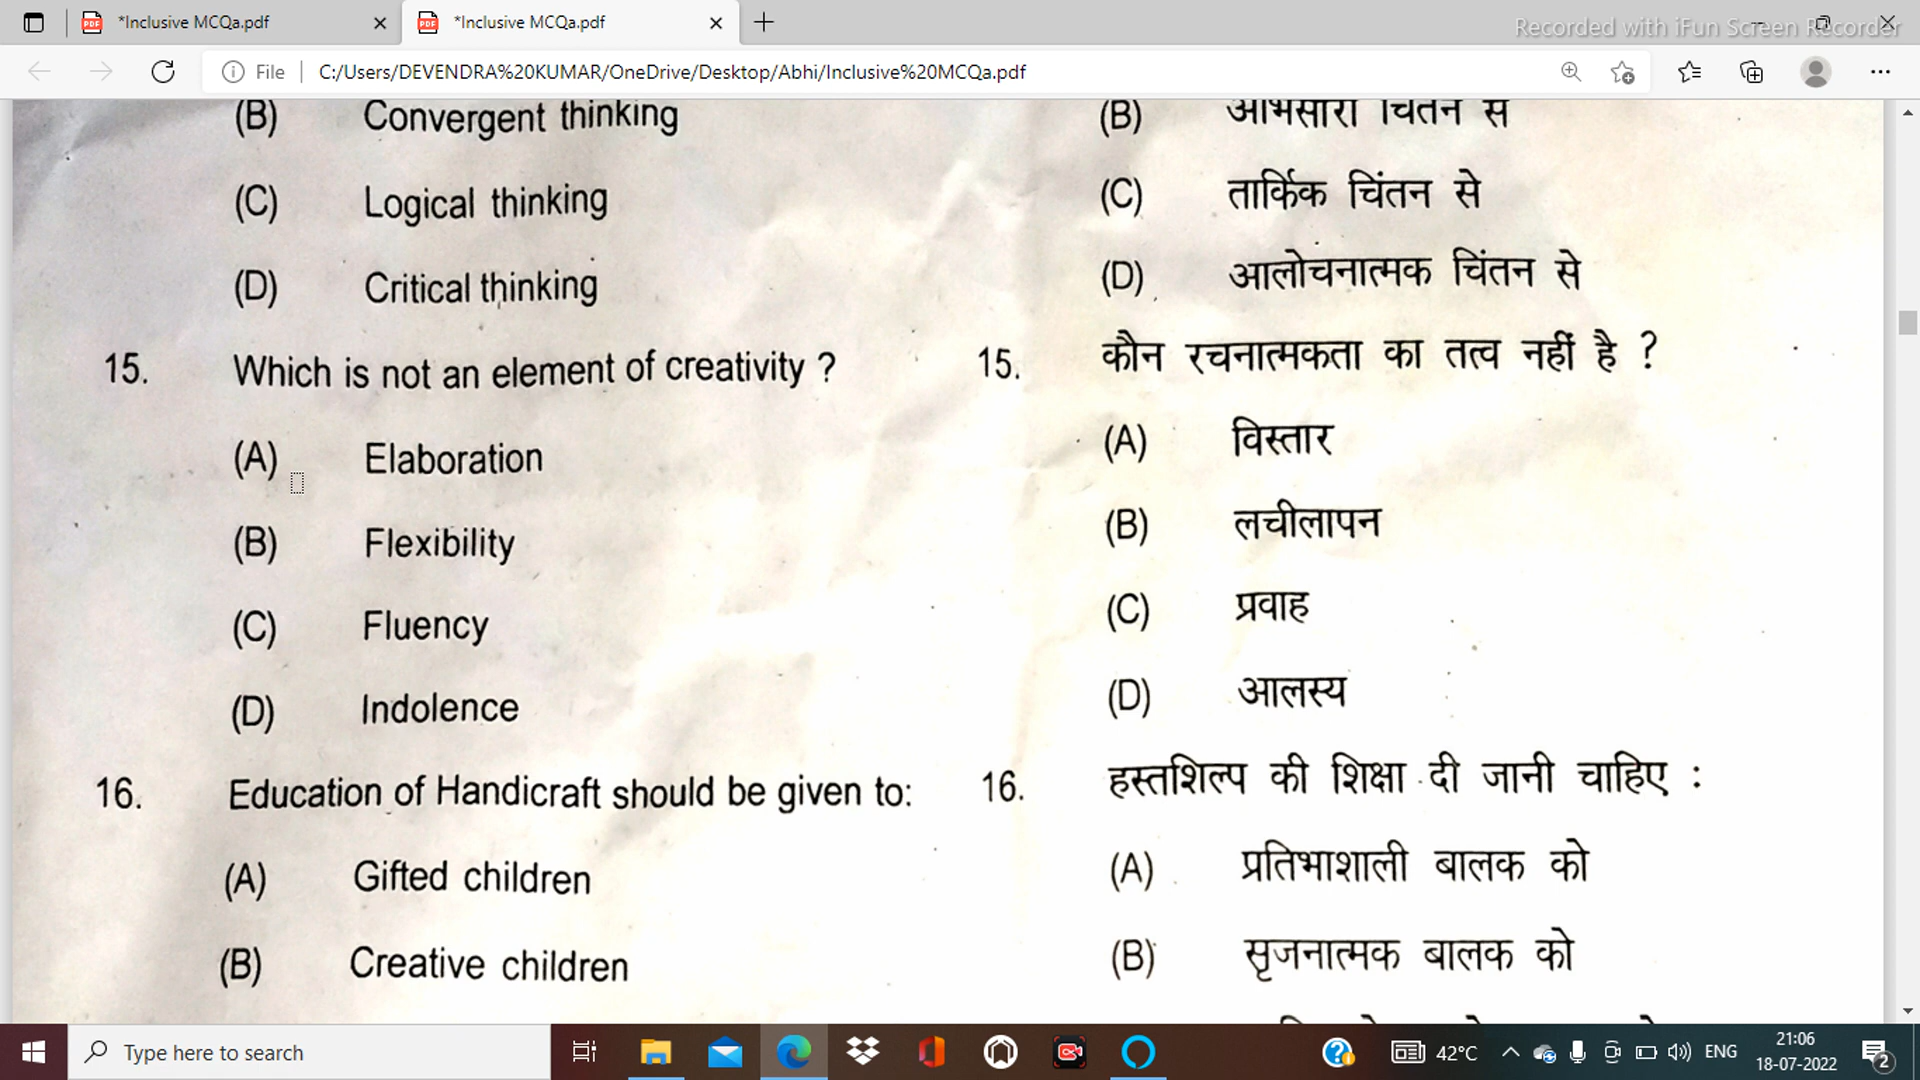 *Inclusive MCQa.pdf
*Inclusive MCQa.pdf
Recorded with iFun Screen Recorder
File
C:/Users/DEVENDRA%20KUMAR/OneDrive/Desktop/Abhi/Inclusive%20MCQa.pdf
(B) Convergent thinking
(C) Logical thinking
(D) Critical thinking
15. Which is not an element of creativity ?
(A) Elaboration
(B) Flexibility
(C) Fluency
(D) Indolence
16. Education of Handicraft should be given to:
(A) Gifted children
(B) Creative children
(B) अभिसारी चिंतन से
(C) तार्किक चिंतन से
(D) आलोचनात्मक चिंतन से
15. कौन रचनात्मकता का तत्व नहीं है ?
(A) विस्तार
(B) लचीलापन
(C) प्रवाह
(D) आलस्य
16. हस्तशिल्प की शिक्षा दी जानी चाहिए :
(A) प्रतिभाशाली बालक को
(B) सृजनात्मक बालक को
Type here to search
42°C
ENG
21:06
18-07-2022
2